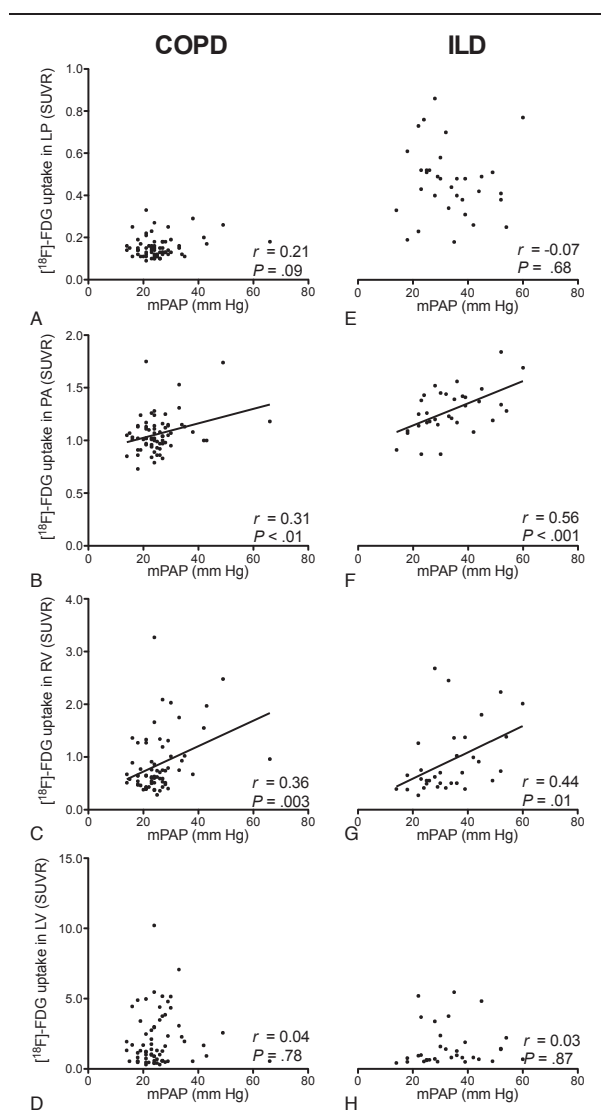 COPD
ILD
[18F]-FDG uptake in LP (SUVR)
1.0
0.8
0.6
0.4
0.2
0.0
0
20
40
60
80
r = 0.21
P = .09
mPAP (mm Hg)
A
0
20
40
60
80
r = -0.07
P = .68
mPAP (mm Hg)
E
[18F]-FDG uptake in PA (SUVR)
2.0
1.5
1.0
0.5
0.0
0
20
40
60
80
r = 0.31
P < .01
mPAP (mm Hg)
B
0
20
40
60
80
r = 0.56
P < .001
mPAP (mm Hg)
F
[18F]-FDG uptake in RV (SUVR)
4.0
3.0
2.0
1.0
0.0
0
20
40
60
80
r = 0.36
P = .003
mPAP (mm Hg)
C
0
20
40
60
80
r = 0.44
P = .01
mPAP (mm Hg)
G
[18F]-FDG uptake in LV (SUVR)
15.0
10.0
5.0
0.0
0
20
40
60
80
r = 0.04
P = .78
mPAP (mm Hg)
D
0
20
40
60
80
r = 0.03
P = .87
mPAP (mm Hg)
H